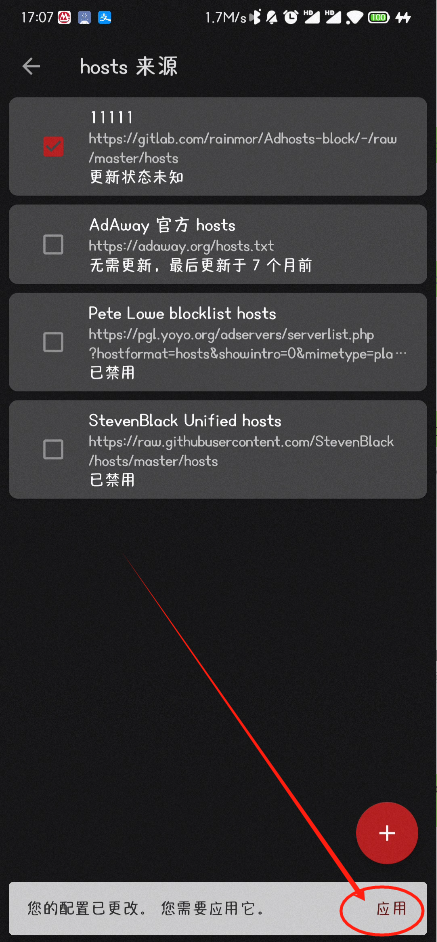 17:07
1.7M/s
HD
HD
100
hosts 来源
11111
https://gitlab.com/rainmor/Adhosts-block/-/raw
/master/hosts
更新状态未知
AdAway 官方 hosts
https://adaway.org/hosts.txt
无需更新，最后更新于 7 个月前
Pete Lowe blocklist hosts
https://pgl.yoyo.org/adservers/serverlist.php
?hostformat=hosts&showintro=0&mimetype=pla…
已禁用
StevenBlack Unified hosts
https://raw.githubusercontent.com/StevenBlack
/hosts/master/hosts
已禁用
您的配置已更改。 您需要应用它。
应用